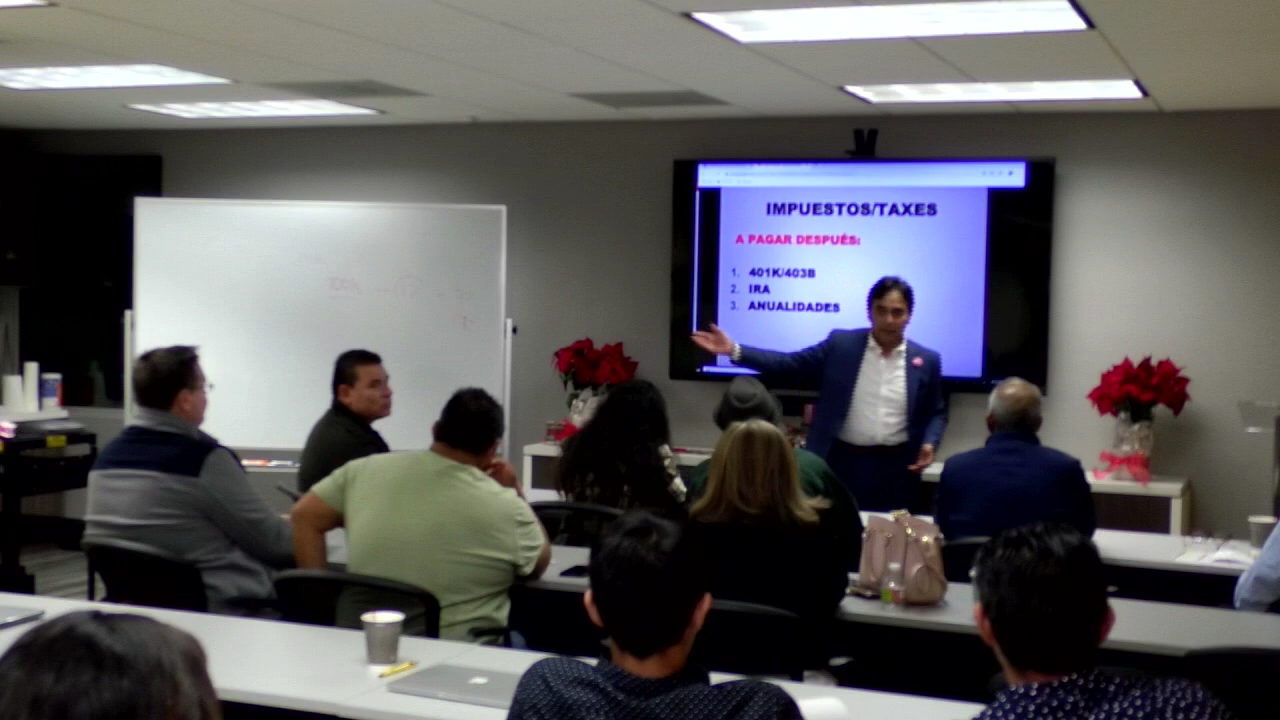 IMPUESTOS/TAXES
A PAGAR DESPUÉS:
1. 401K/403B
2. IRA
3. ANUALIDADES